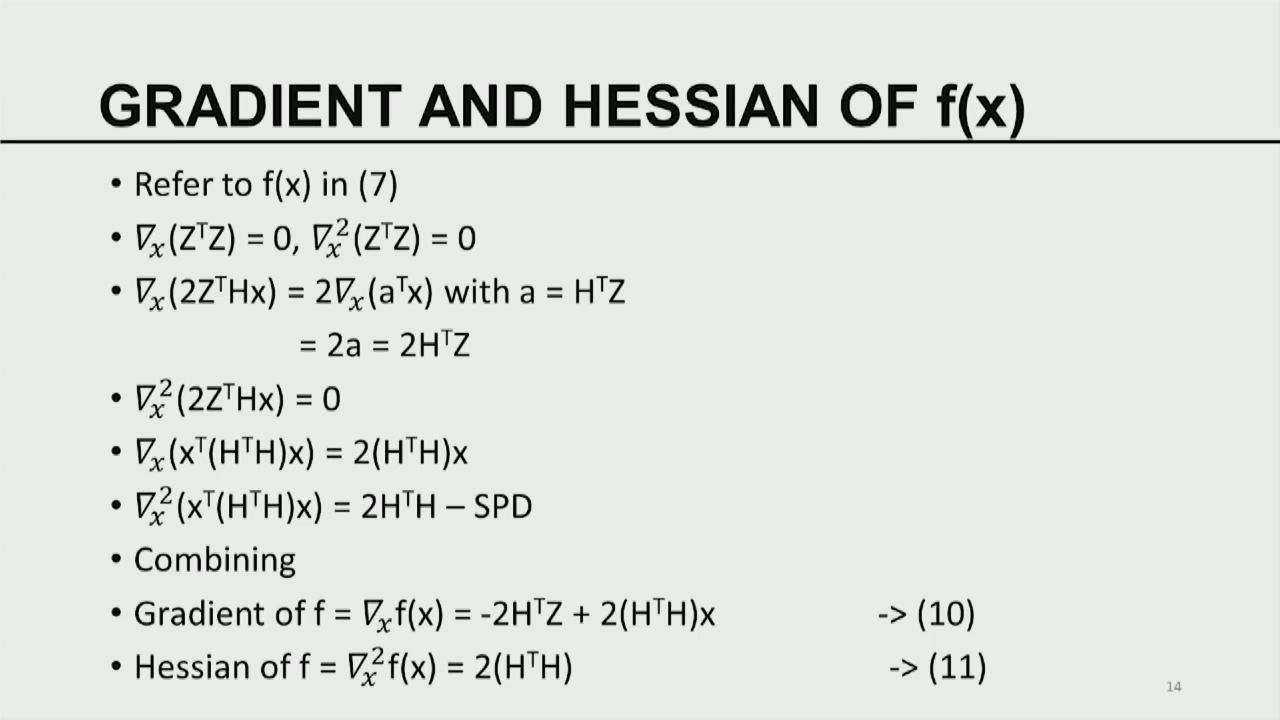 GRADIENT AND HESSIAN OF f(x)
• Refer to f(x) in (7)
• ∇ₓ(ZᵀZ) = 0, ∇ₓ²(ZᵀZ) = 0
• ∇ₓ(2ZᵀHx) = 2∇ₓ(aᵀx) with a = HᵀZ
= 2a = 2HᵀZ
• ∇ₓ²(2ZᵀHx) = 0
• ∇ₓ(xᵀ(HᵀH)x) = 2(HᵀH)x
• ∇ₓ²(xᵀ(HᵀH)x) = 2HᵀH – SPD
• Combining
• Gradient of f = ∇ₓf(x) = -2HᵀZ + 2(HᵀH)x -> (10)
• Hessian of f = ∇ₓ²f(x) = 2(HᵀH) -> (11)
14